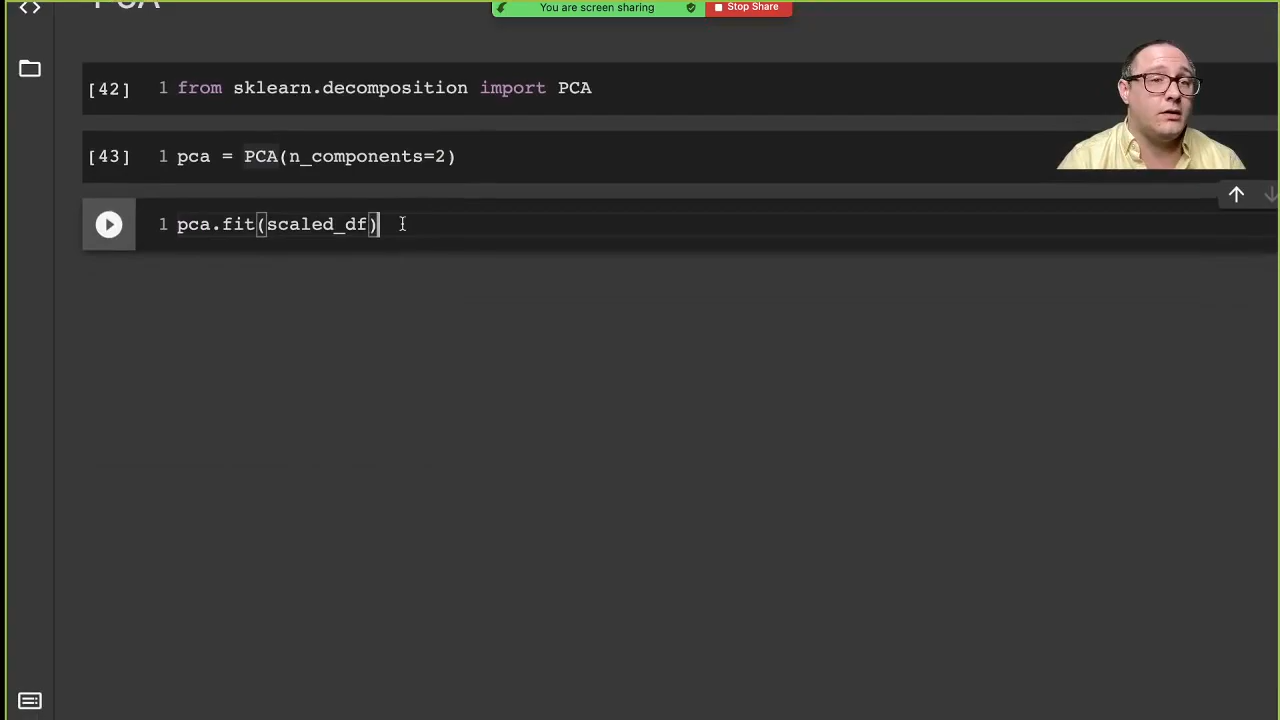 PCA
You are screen sharing
Stop Share
[42] 1 from sklearn.decomposition import PCA
[43] 1 pca = PCA(n_components=2)
1 pca.fit(scaled_df)